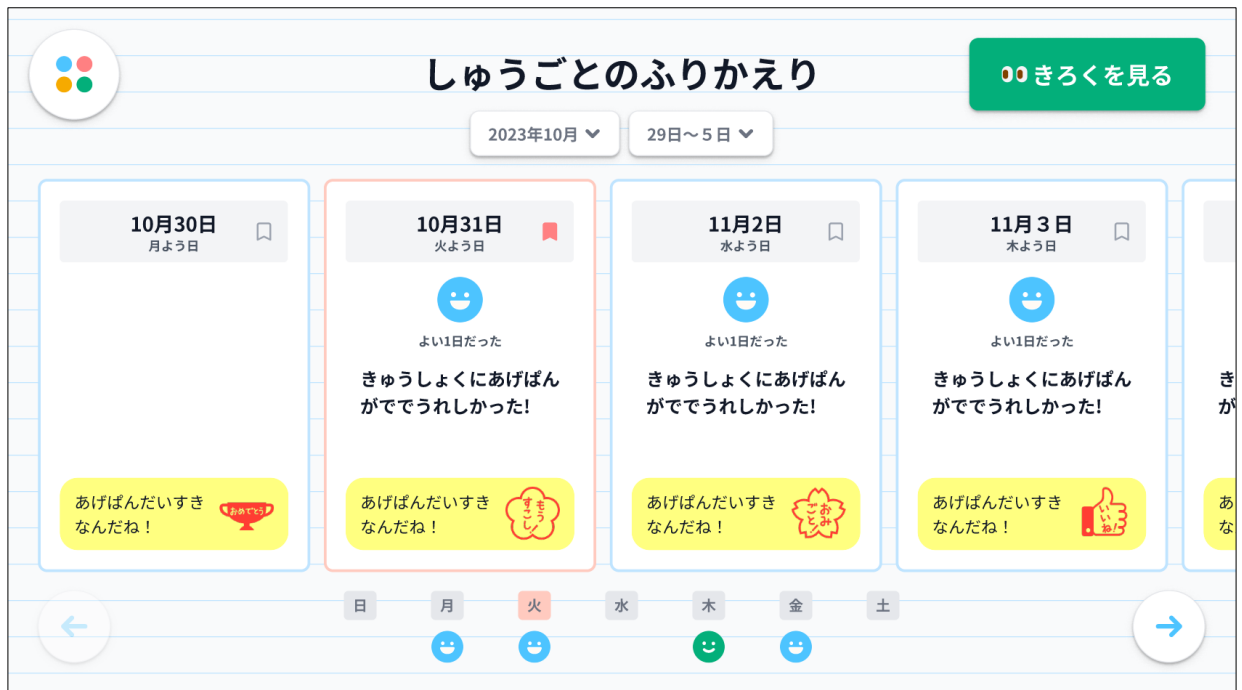 しゅうごとのふりかえり
きろくを見る
2023年10月
29日〜５日
10月30日
月よう日
あげぱんだいすき
なんだね！
おめでとう
10月31日
火よう日
よい1日だった
きゅうしょくにあげぱん
がででうれしかった!
あげぱんだいすき
なんだね！
もう
すこし!
11月2日
水よう日
よい1日だった
きゅうしょくにあげぱん
がででうれしかった!
あげぱんだいすき
なんだね！
おみ
ごと!
11月３日
木よう日
よい1日だった
きゅうしょくにあげぱん
がででうれしかった!
あげぱんだいすき
なんだね！
いい
ね!
き
が
あ
な
日 月 火 水 木 金 土